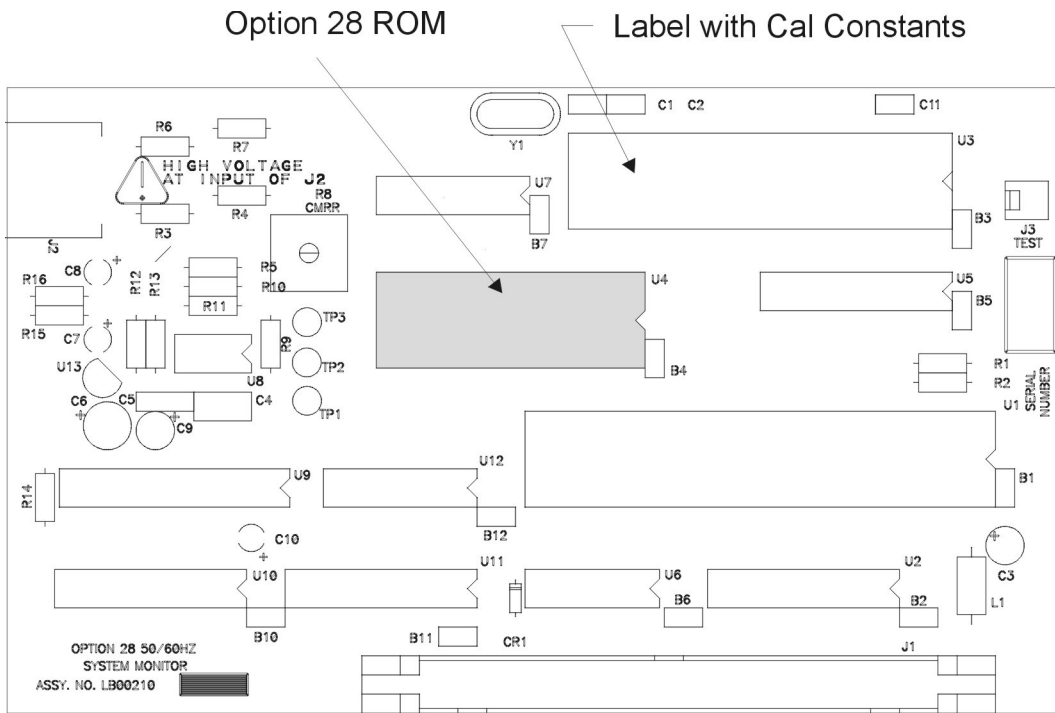 Option 28 ROM
Label with Cal Constants
C1 C2
C11
R6
R7
Y1
U3
HIGH VOLTAGE
AT INPUT OF J2
U7
R8
CMRR
R4
R3
B7
B3
J3
TEST
J2
C8
R16
R12
R13
R5
R10
R11
U4
U5
B5
TP3
R15
C7
R9
U13
U8
TP2
B4
R1
R2
SERIAL
NUMBER
C6
C5
C4
TP1
C9
U1
U9
U12
R14
B1
B12
C10
U10
U11
U6
U2
C3
L1
B10
B11
CR1
B6
B2
J1
OPTION 28 50/60HZ
SYSTEM MONITOR
ASSY. NO. LB00210